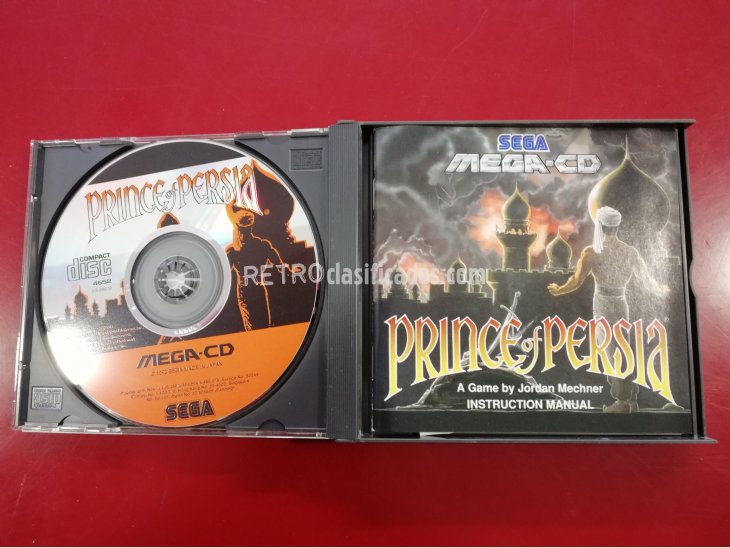 PRINCE of PERSIA
COMPACT
disc
4652
MEGA-CD
SEGA
SEGA
MEGA-CD
PRINCE of PERSIA
A Game by Jordan Mechner
INSTRUCTION MANUAL
RETROclasificados.com